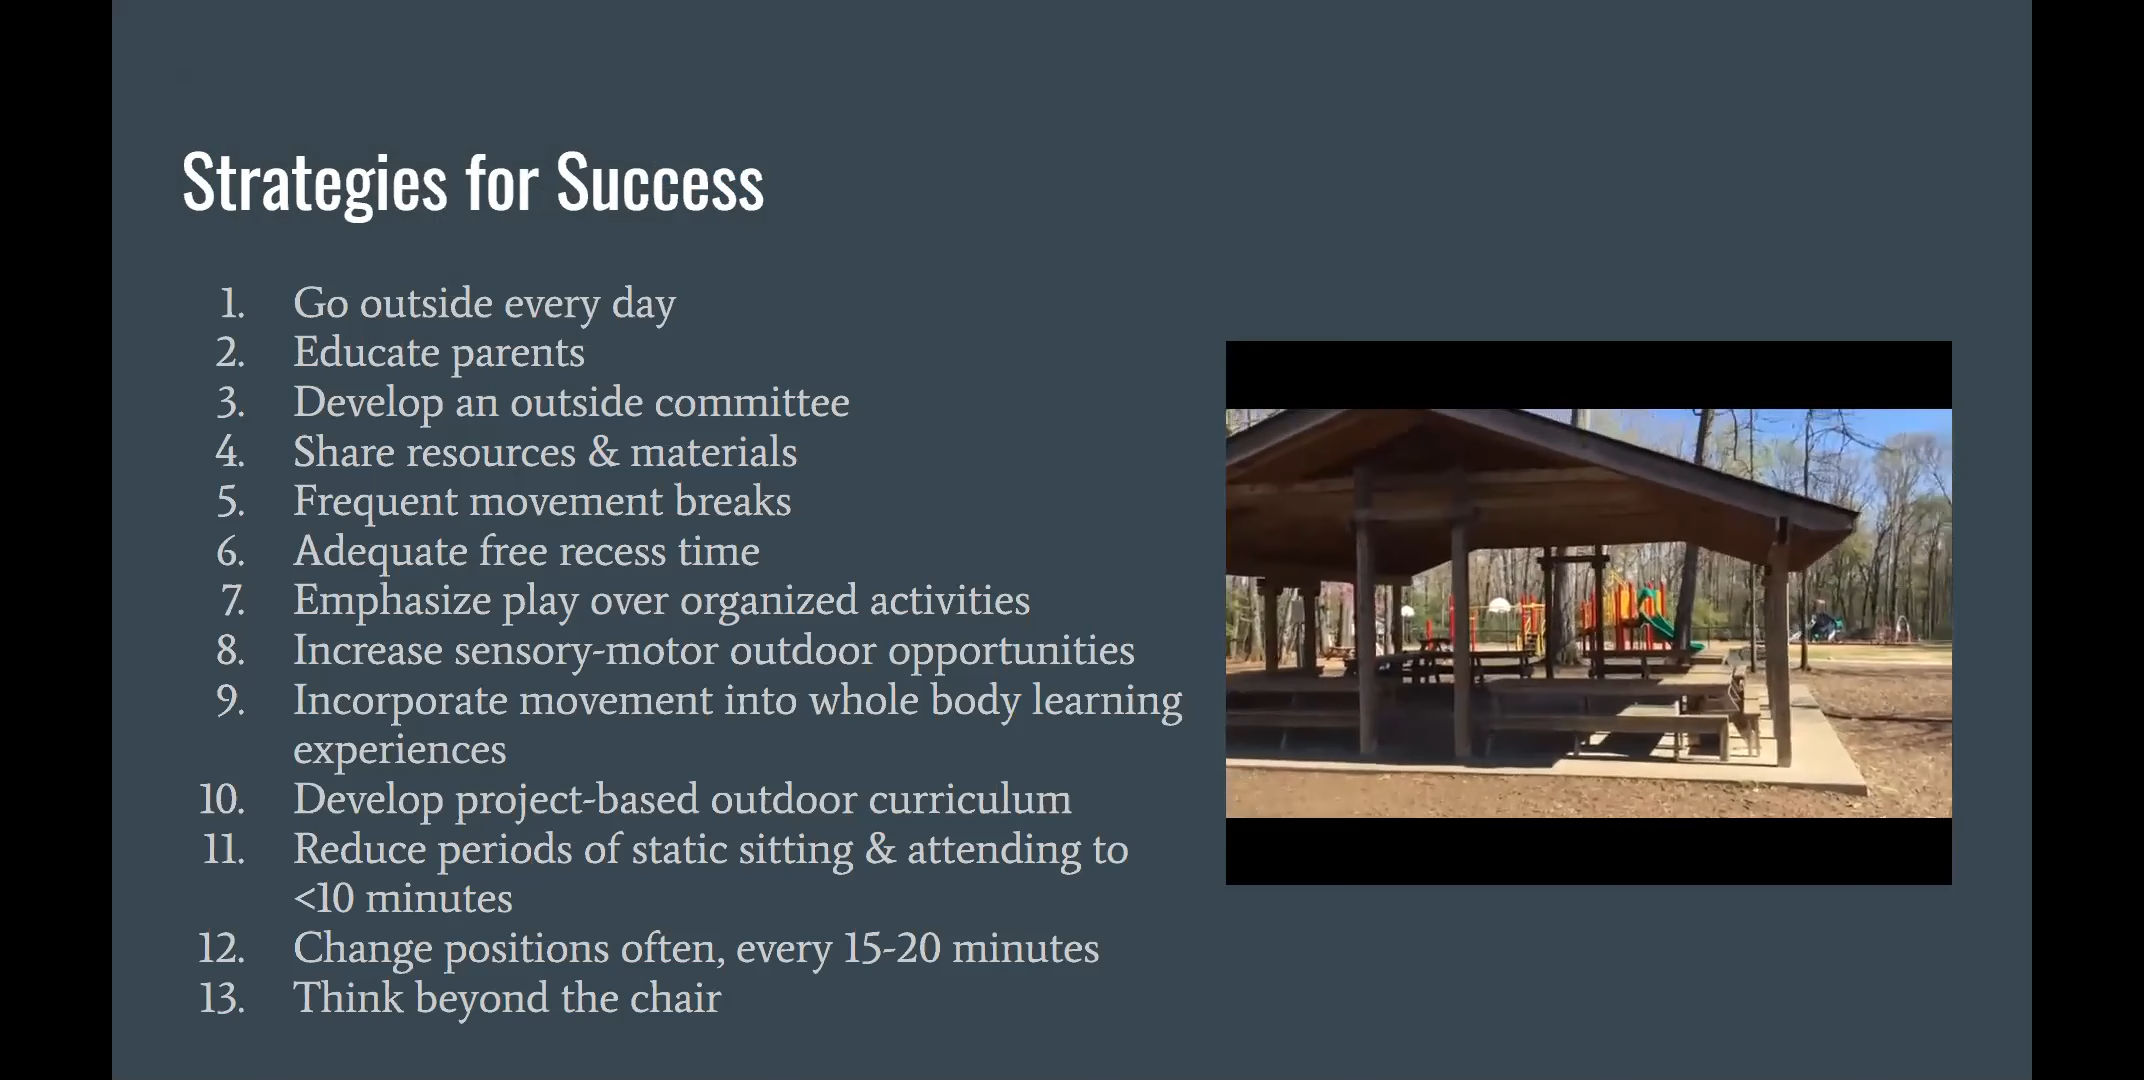 Strategies for Success
1. Go outside every day
2. Educate parents
3. Develop an outside committee
4. Share resources & materials
5. Frequent movement breaks
6. Adequate free recess time
7. Emphasize play over organized activities
8. Increase sensory-motor outdoor opportunities
9. Incorporate movement into whole body learning
experiences
10. Develop project-based outdoor curriculum
11. Reduce periods of static sitting & attending to
<10 minutes
12. Change positions often, every 15-20 minutes
13. Think beyond the chair